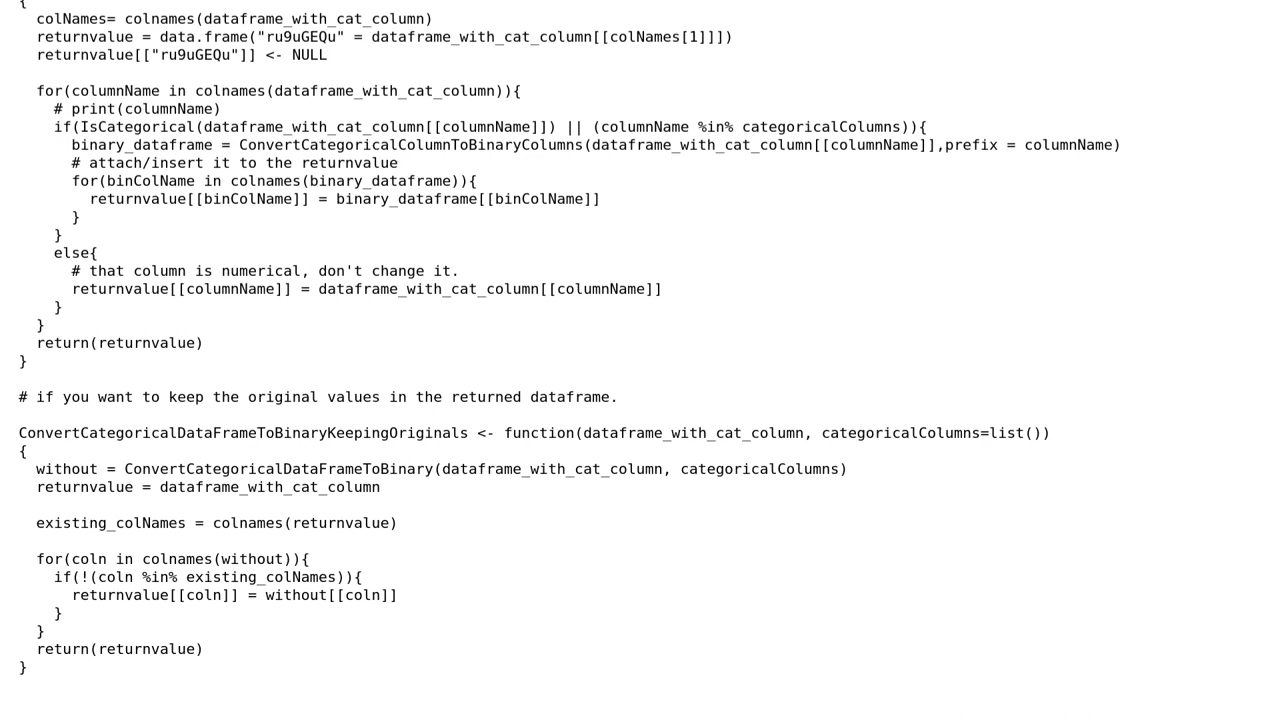 {
  colNames= colnames(dataframe_with_cat_column)
  returnvalue = data.frame("ru9uGEQu" = dataframe_with_cat_column[[colNames[1]]])
  returnvalue[["ru9uGEQu"]] <- NULL

  for(columnName in colnames(dataframe_with_cat_column)){
    # print(columnName)
    if(IsCategorical(dataframe_with_cat_column[[columnName]]) || (columnName %in% categoricalColumns)){
      binary_dataframe = ConvertCategoricalColumnToBinaryColumns(dataframe_with_cat_column[[columnName]],prefix = columnName)
      # attach/insert it to the returnvalue
      for(binColName in colnames(binary_dataframe)){
        returnvalue[[binColName]] = binary_dataframe[[binColName]]
      }
    }
    else{
      # that column is numerical, don't change it.
      returnvalue[[columnName]] = dataframe_with_cat_column[[columnName]]
    }
  }
  return(returnvalue)
}

# if you want to keep the original values in the returned dataframe.

ConvertCategoricalDataFrameToBinaryKeepingOriginals <- function(dataframe_with_cat_column, categoricalColumns=list())
{
  without = ConvertCategoricalDataFrameToBinary(dataframe_with_cat_column, categoricalColumns)
  returnvalue = dataframe_with_cat_column

  existing_colNames = colnames(returnvalue)

  for(coln in colnames(without)){
    if(!(coln %in% existing_colNames)){
      returnvalue[[coln]] = without[[coln]]
    }
  }
  return(returnvalue)
}